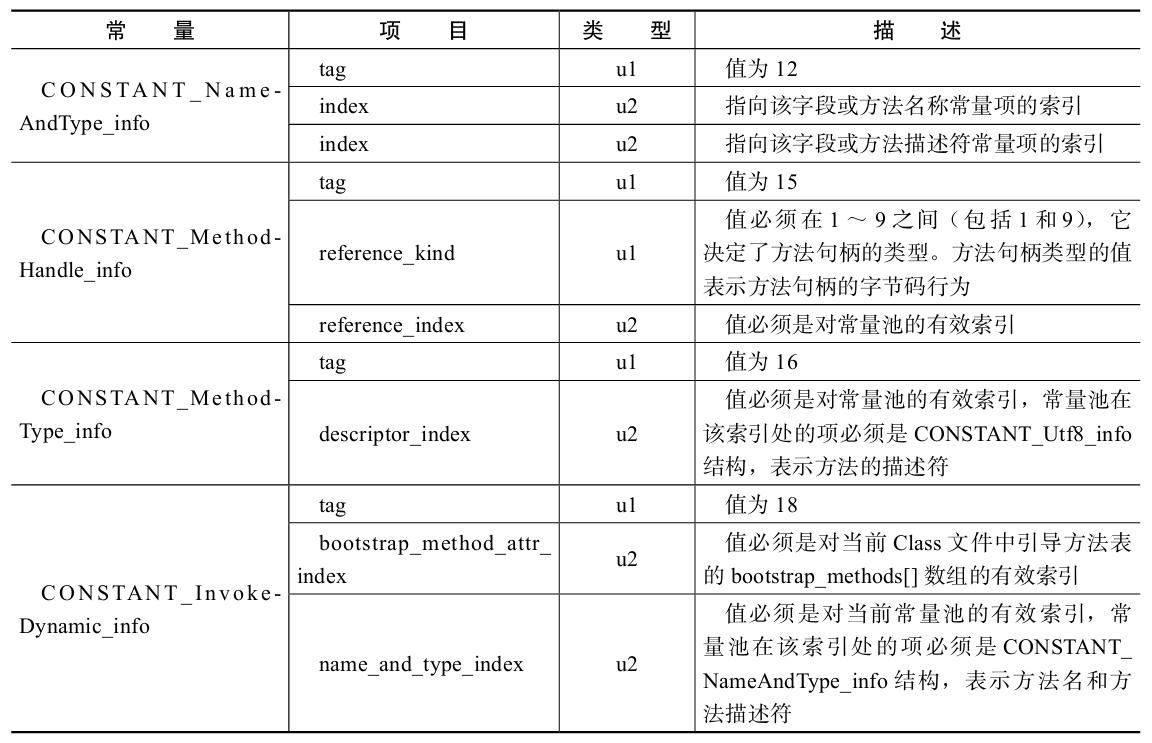 常 量 项 目 类 型 描 述
CONSTANT_Name-
AndType_info
tag u1 值为 12
index u2 指向该字段或方法名称常量项的索引
index u2 指向该字段或方法描述符常量项的索引
CONSTANT_Method-
Handle_info
tag u1 值为 15
reference_kind u1 值必须在 1 ~ 9 之间（包括 1 和 9），它
决定了方法句柄的类型。方法句柄类型的值
表示方法句柄的字节码行为
reference_index u2 值必须是对常量池的有效索引
CONSTANT_Method-
Type_info
tag u1 值为 16
descriptor_index u2 值必须是对常量池的有效索引，常量池在
该索引处的项必须是 CONSTANT_Utf8_info
结构，表示方法的描述符
CONSTANT_Invoke-
Dynamic_info
tag u1 值为 18
bootstrap_method_attr_
index u2 值必须是对当前 Class 文件中引导方法表
的 bootstrap_methods[] 数组的有效索引
name_and_type_index u2 值必须是对当前常量池的有效索引，常
量池在该索引处的项必须是 CONSTANT_
NameAndType_info 结构，表示方法名和方
法描述符